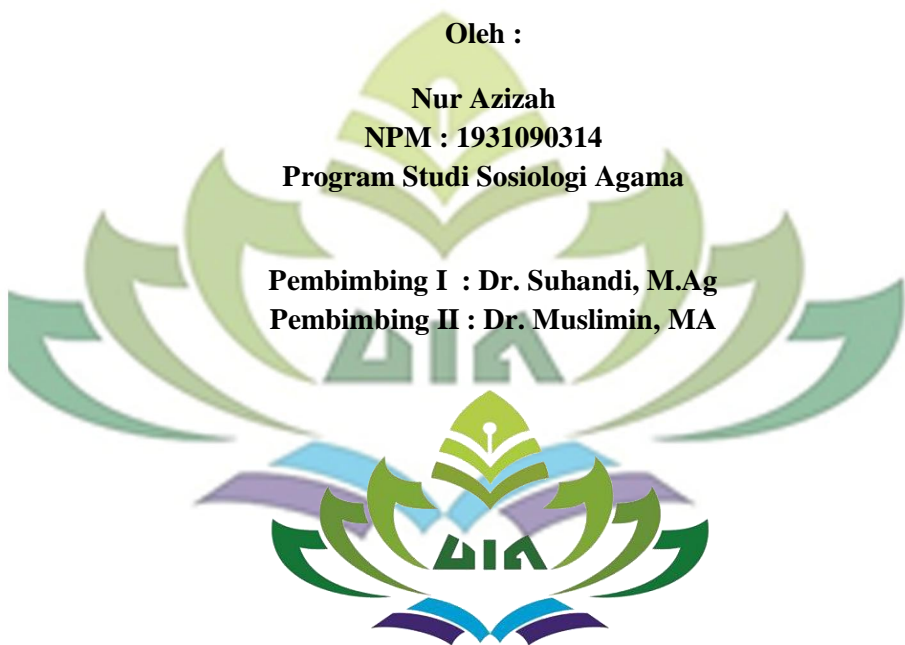 Oleh :
Nur Azizah
NPM : 1931090314
Program Studi Sosiologi Agama
Pembimbing I : Dr. Suhandi, M.Ag
Pembimbing II : Dr. Muslimin, MA
UIN
UIN